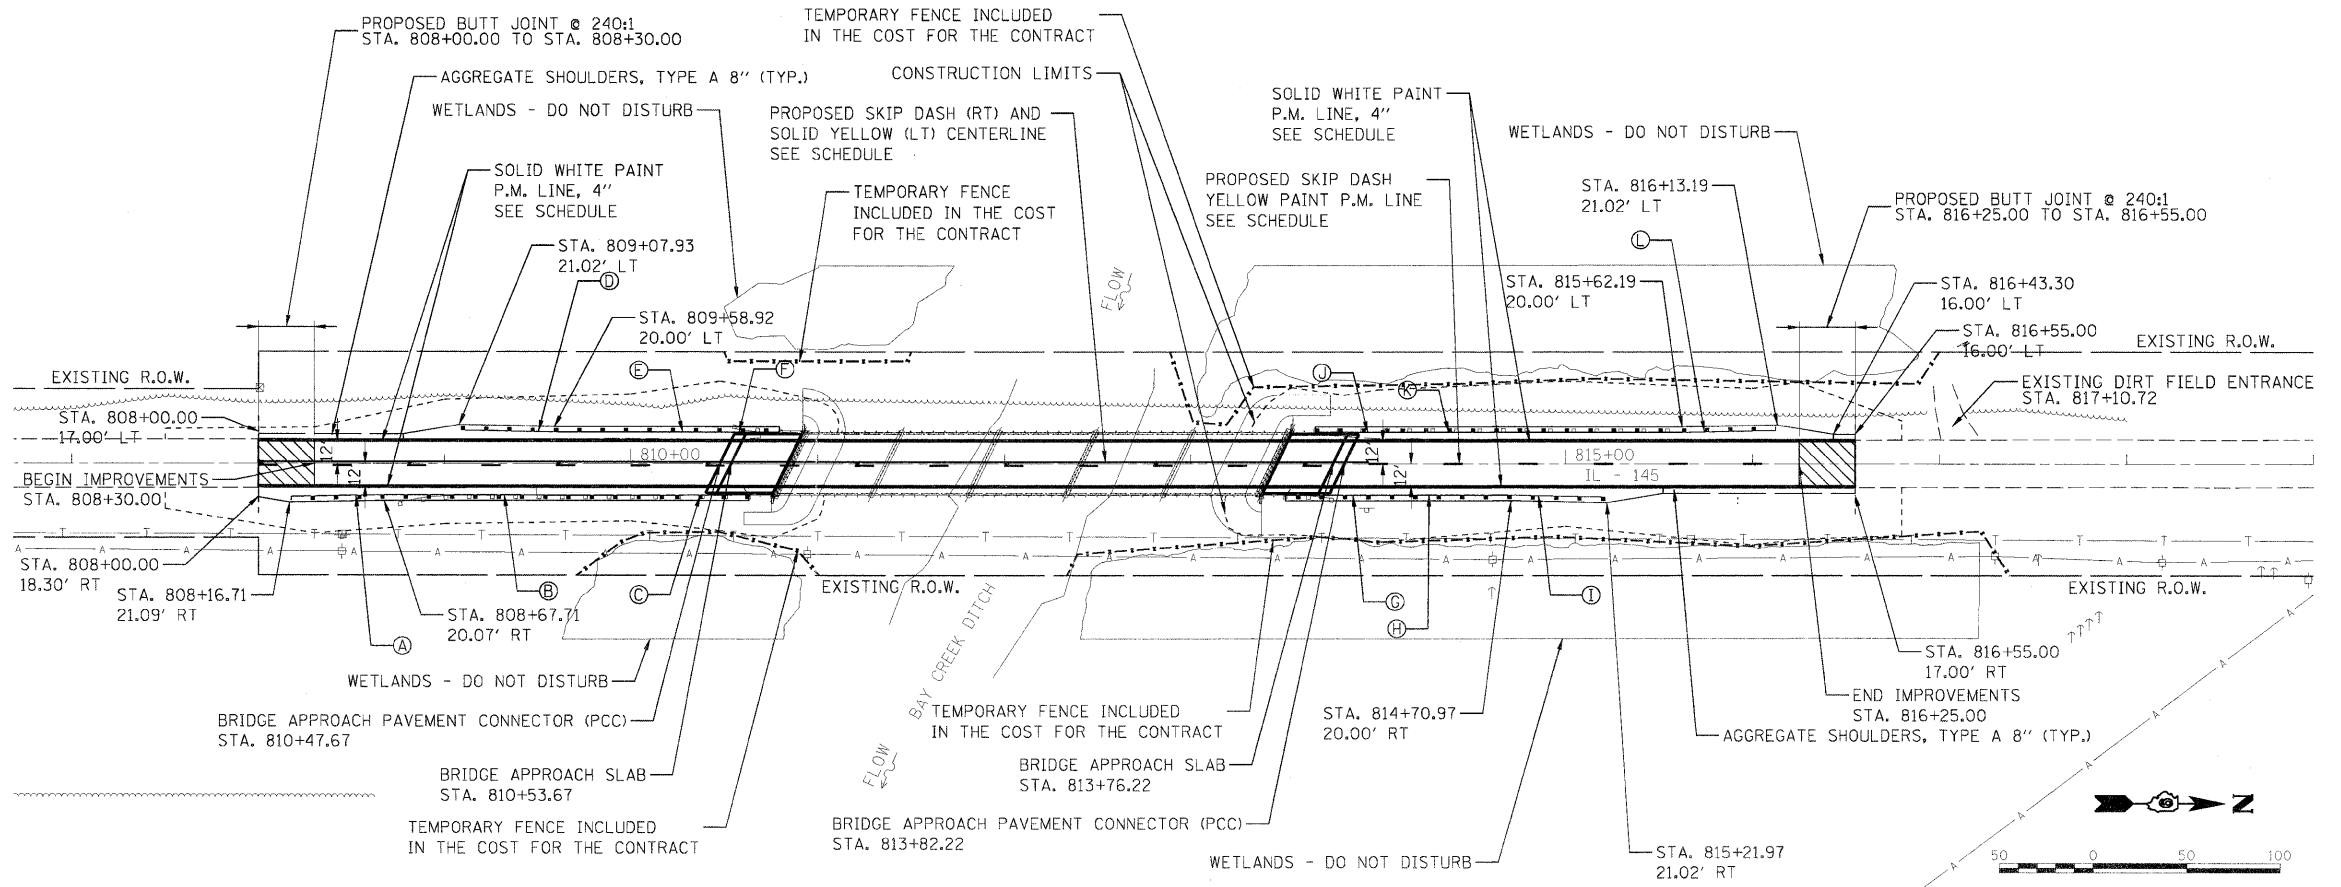 PROPOSED BUTT JOINT @ 240:1
STA. 808+00.00 TO STA. 808+30.00
AGGREGATE SHOULDERS, TYPE A 8" (TYP.)
WETLANDS - DO NOT DISTURB
SOLID WHITE PAINT
P.M. LINE, 4"
SEE SCHEDULE
STA. 809+07.93
21.02' LT
D
STA. 809+58.92
20.00' LT
E
F
TEMPORARY FENCE INCLUDED
IN THE COST FOR THE CONTRACT
CONSTRUCTION LIMITS
PROPOSED SKIP DASH (RT) AND
SOLID YELLOW (LT) CENTERLINE
SEE SCHEDULE
TEMPORARY FENCE
INCLUDED IN THE COST
FOR THE CONTRACT
FLOW
SOLID WHITE PAINT
P.M. LINE, 4"
SEE SCHEDULE
PROPOSED SKIP DASH
YELLOW PAINT P.M. LINE
SEE SCHEDULE
WETLANDS - DO NOT DISTURB
STA. 816+13.19
21.02' LT
L
PROPOSED BUTT JOINT @ 240:1
STA. 816+25.00 TO STA. 816+55.00
STA. 815+62.19
20.00' LT
STA. 816+43.30
16.00' LT
STA. 816+55.00
16.00' LT
EXISTING R.O.W.
EXISTING DIRT FIELD ENTRANCE
STA. 817+10.72
J
K
EXISTING R.O.W.
STA. 808+00.00
17.00' LT
BEGIN IMPROVEMENTS
STA. 808+30.00
12'
12'
810+00
12'
12'
815+00
IL - 145
T T T T T T T T
A A A A A A A A
STA. 808+00.00
18.30' RT
STA. 808+16.71
21.09' RT
A
STA. 808+67.71
20.07' RT
B
C
EXISTING R.O.W.
G
H
I
EXISTING R.O.W.
WETLANDS - DO NOT DISTURB
BRIDGE APPROACH PAVEMENT CONNECTOR (PCC)
STA. 810+47.67
BRIDGE APPROACH SLAB
STA. 810+53.67
TEMPORARY FENCE INCLUDED
IN THE COST FOR THE CONTRACT
BAY CREEK DITCH
FLOW
TEMPORARY FENCE INCLUDED
IN THE COST FOR THE CONTRACT
BRIDGE APPROACH SLAB
STA. 813+76.22
BRIDGE APPROACH PAVEMENT CONNECTOR (PCC)
STA. 813+82.22
STA. 814+70.97
20.00' RT
WETLANDS - DO NOT DISTURB
STA. 815+21.97
21.02' RT
STA. 816+55.00
17.00' RT
END IMPROVEMENTS
STA. 816+25.00
AGGREGATE SHOULDERS, TYPE A 8" (TYP.)
A A A A A
N
50 0 50 100